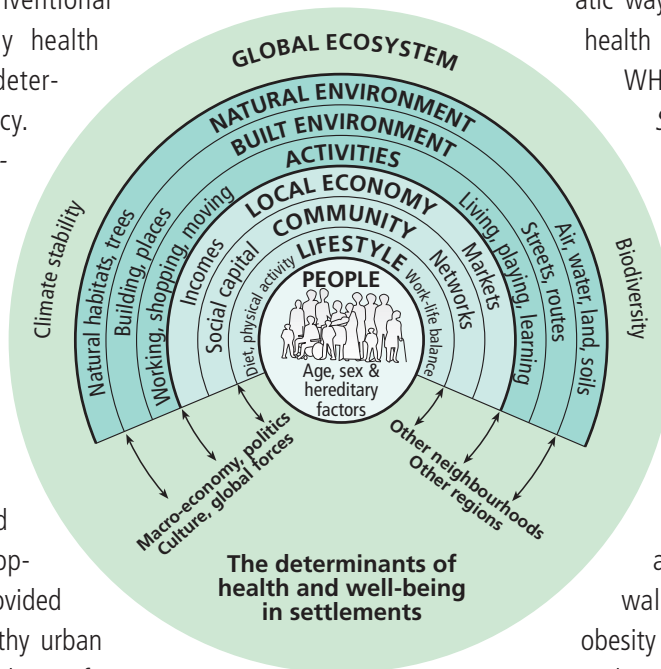 nventional
y health
deter-
cy.
-
atic way
health
WH
S
GLOBAL ECOSYSTEM
NATURAL ENVIRONMENT
BUILT ENVIRONMENT
ACTIVITIES
LOCAL ECONOMY
COMMUNITY
LIFESTYLE
PEOPLE
Age, sex &
hereditary
factors
Climate stability
Natural habitats, trees
Building, places
Working, shopping, moving
Incomes
Social capital
Diet, physical activity
Work-life balance
Networks
Markets
Living, playing, learning
Streets, routes
Air, water, land, soils
Biodiversity
Macro-economy, politics
Culture, global forces
Other neighbourhoods
Other regions
The determinants of
health and well-being
in settlements
d
op-
ovided
thy urban
a
wal
obesity